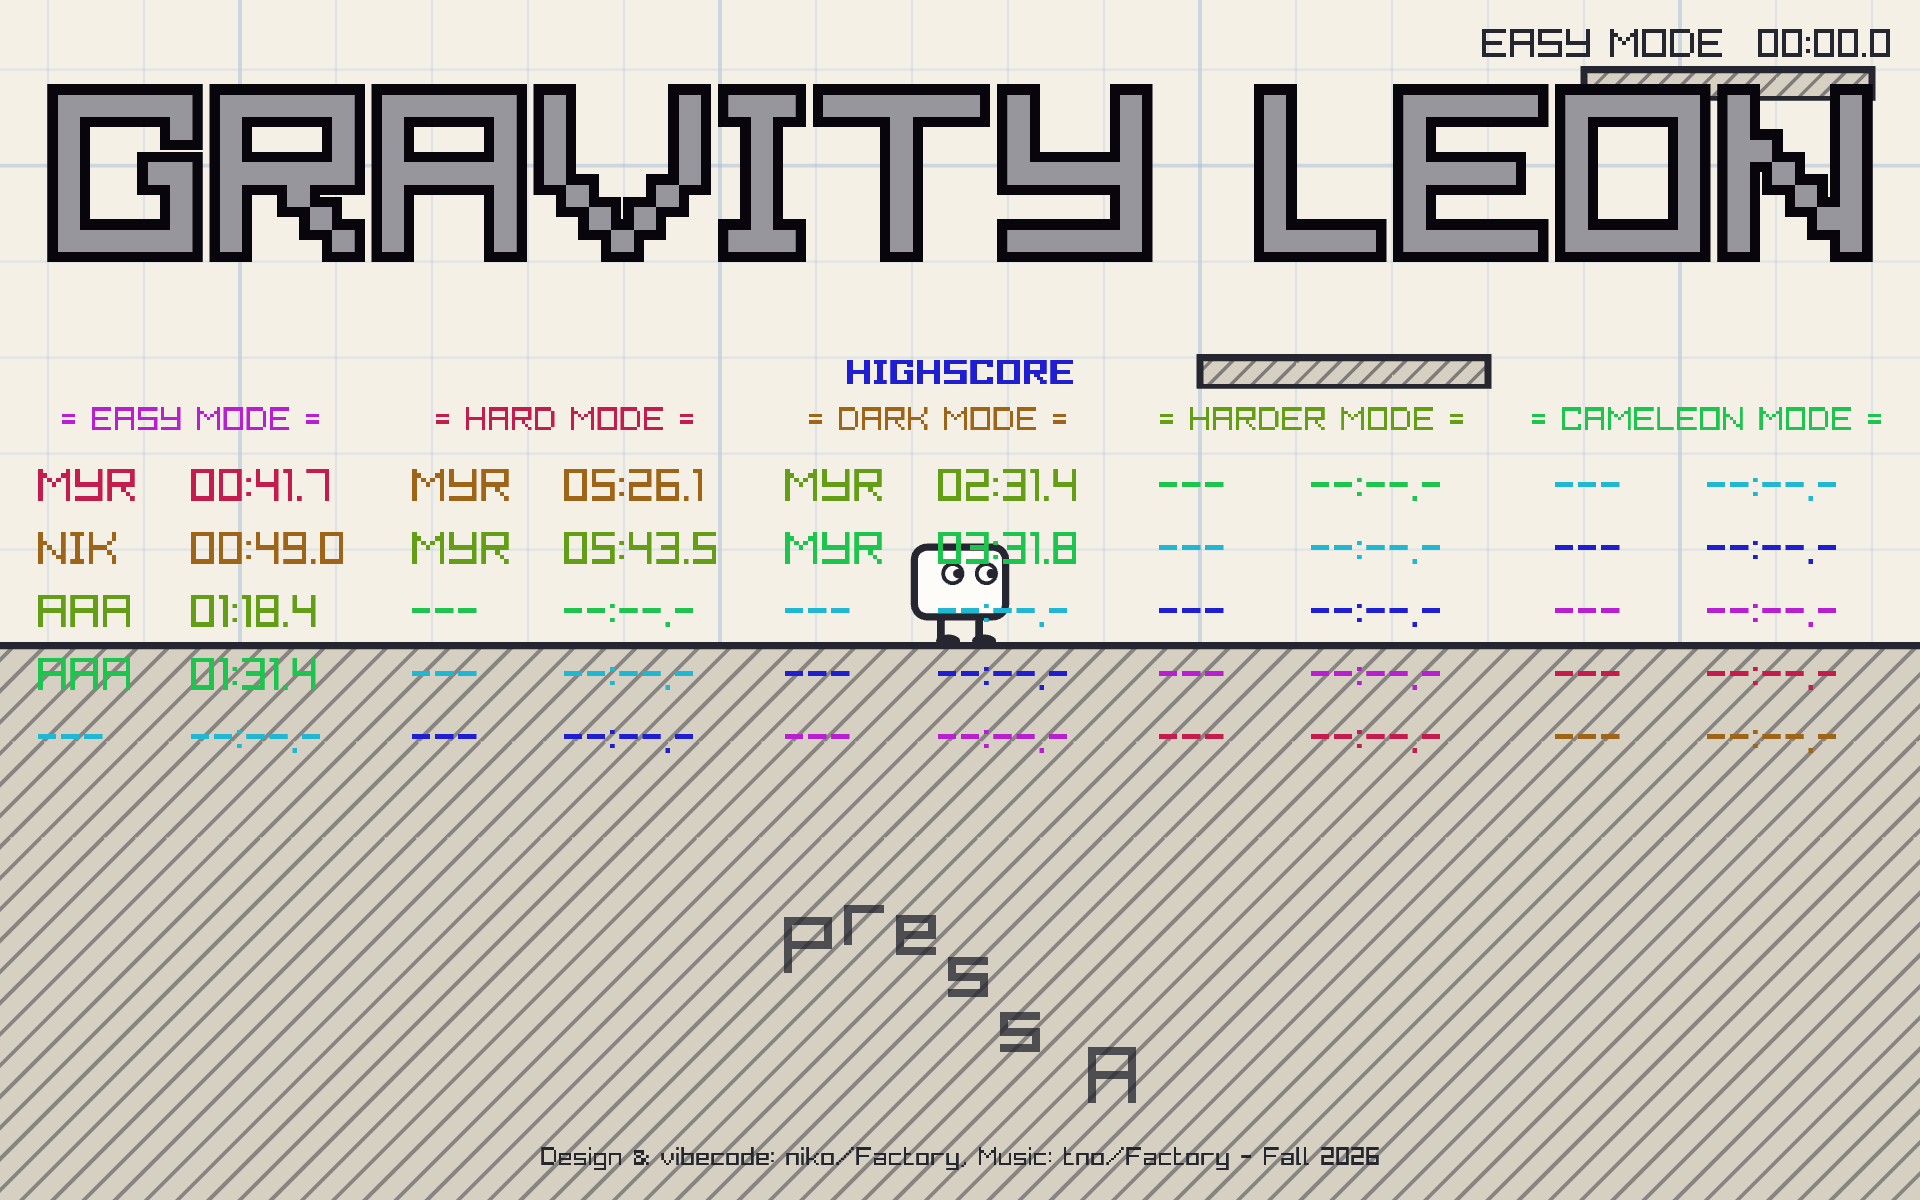 EASY MODE 00:00.0
GRAVITY LEON
HIGHSCORE
= EASY MODE = = HARD MODE = = DARK MODE = = HARDER MODE = = CAMELEON MODE =
MYR 00:41.7 MYR 05:26.1 MYR 02:31.4 --- --:--.- --- --:--.-
NIK 00:49.0 MYR 05:43.5 MYR 03:31.8 --- --:--.- --- --:--.-
AAA 01:18.4 --- --:--.- --- --:--.- --- --:--.- --- --:--.-
AAA 01:31.4 --- --:--.- --- --:--.- --- --:--.- --- --:--.-
--- --:--.- --- --:--.- --- --:--.- --- --:--.- --- --:--.-
Press A
Design & vibecode: niko/Factory, Music: tno/Factory - Fall 2026